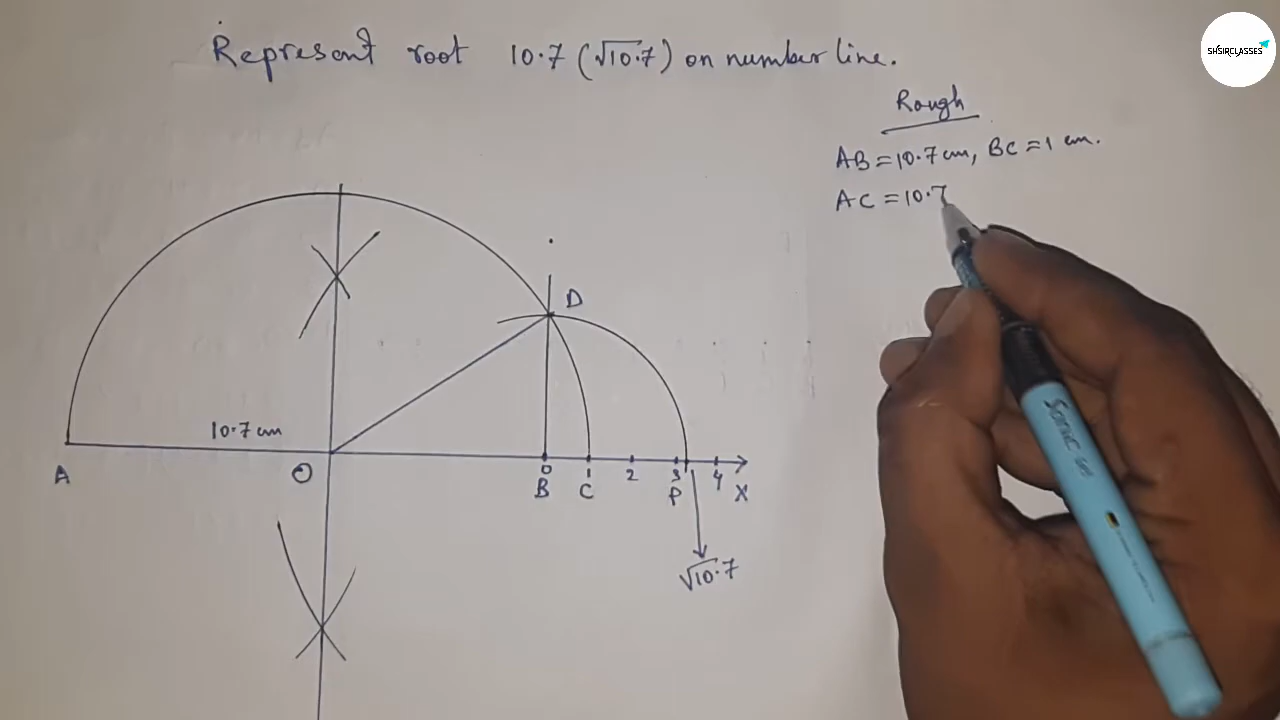 Represent root 10.7 (√10.7) on number line.
SHSIRCLASSES
Rough
AB = 10.7 cm, BC = 1 cm.
AC = 10.7
D
10.7 cm
A O 0 1 2 3 4
B C P X
√10.7